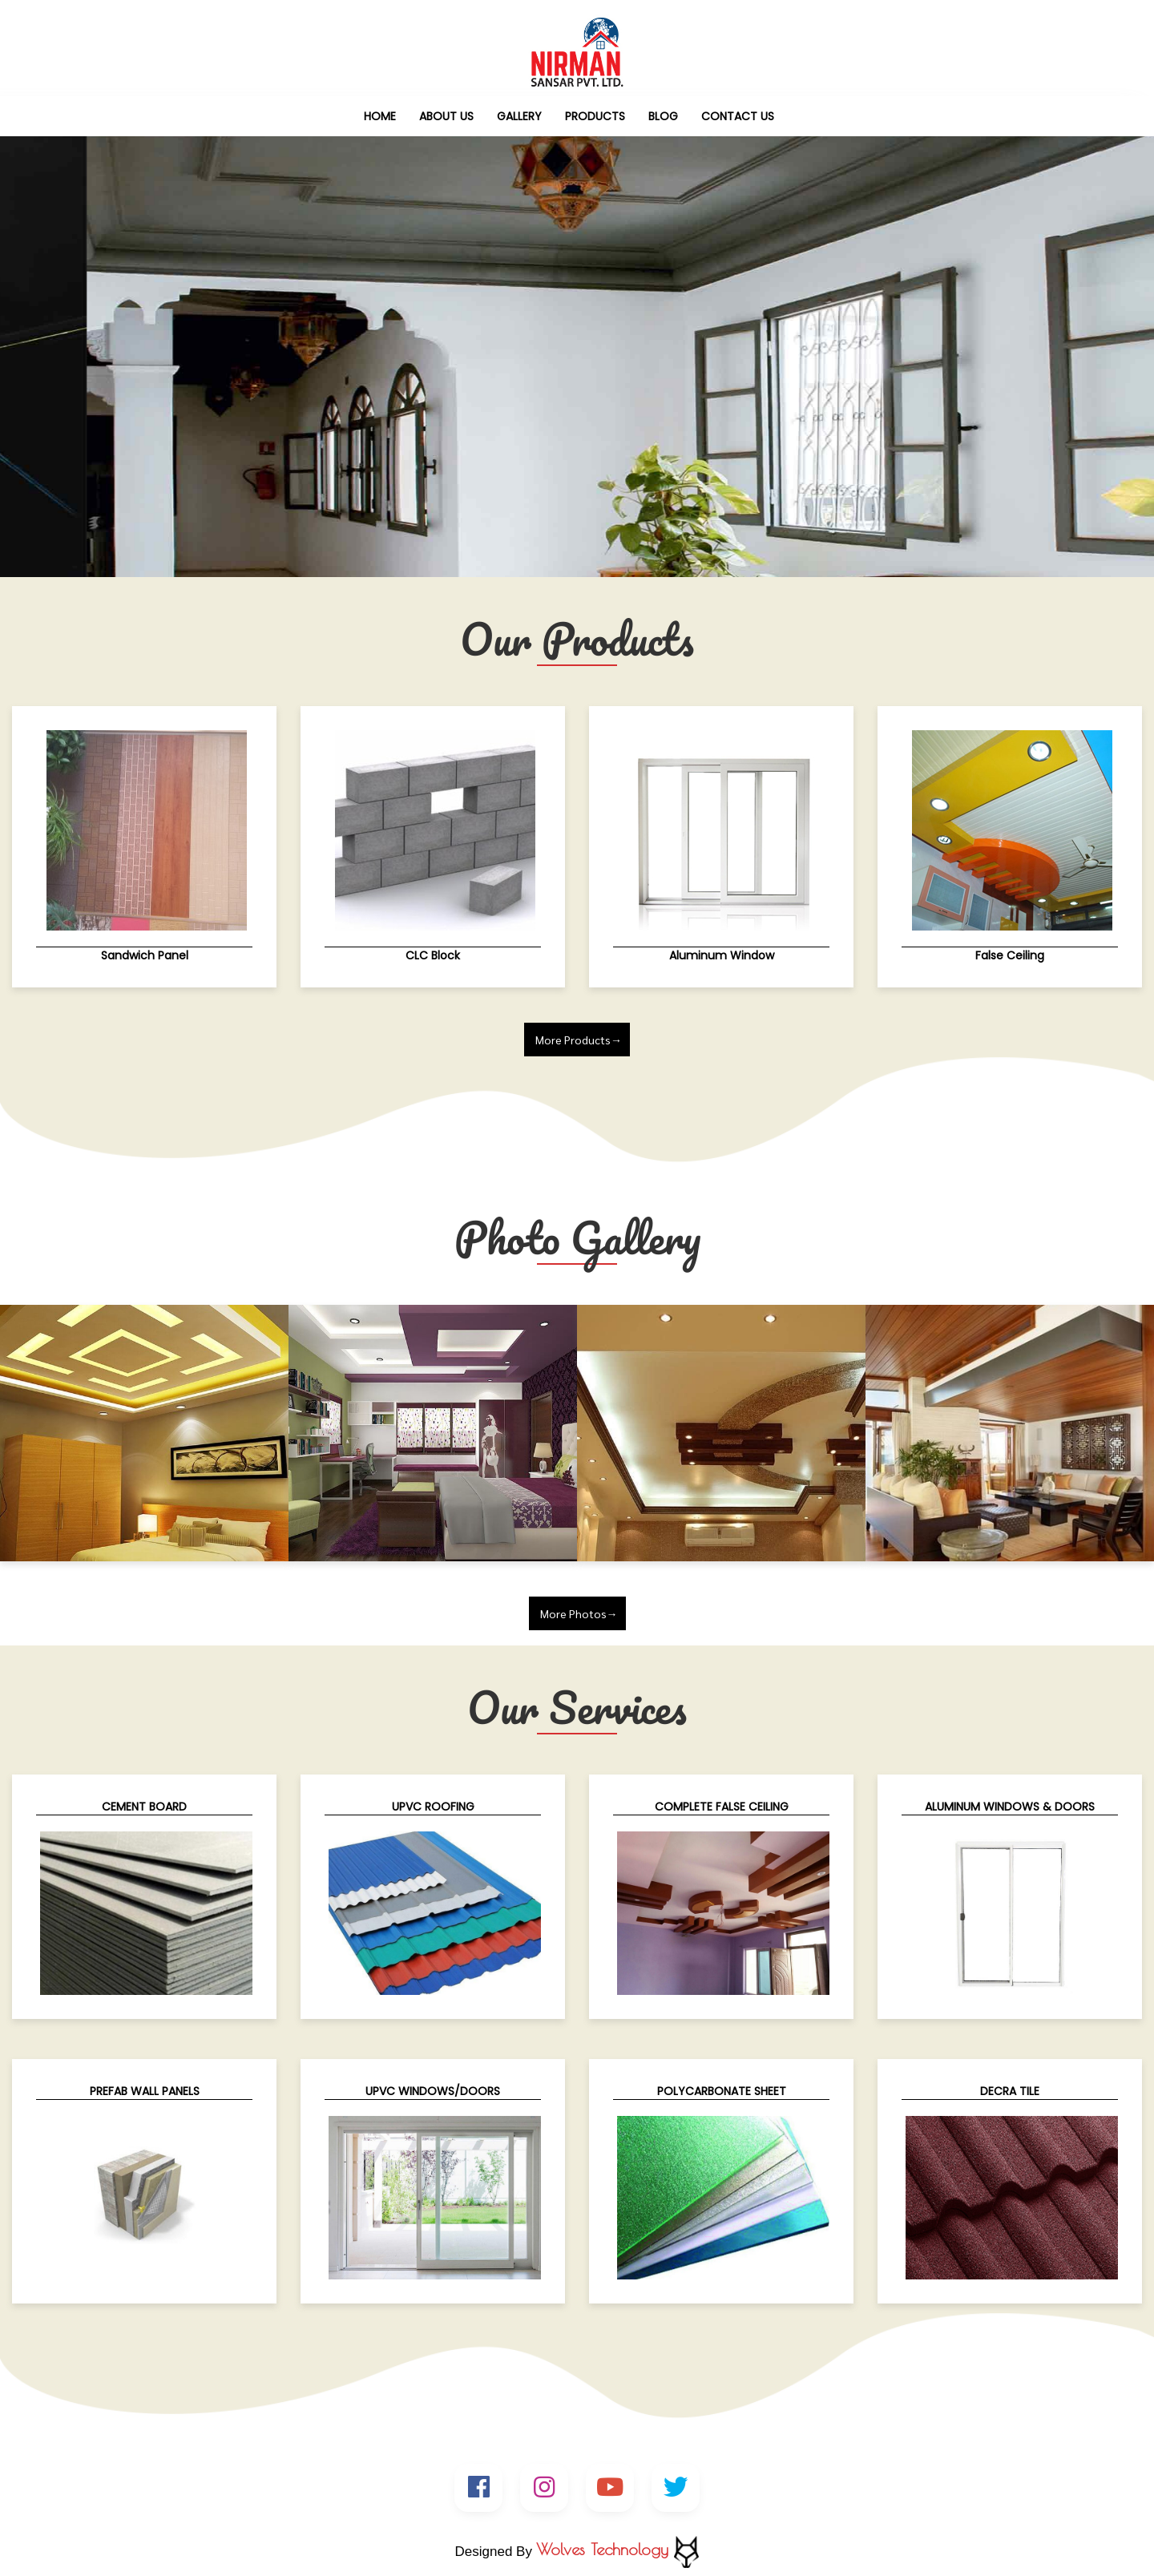 NIRMAN
SANSAR PVT. LTD.
HOME ABOUT US GALLERY PRODUCTS BLOG CONTACT US
Our Products
Sandwich Panel CLC Block Aluminum Window False Ceiling
More Products→
Photo Gallery
More Photos→
Our Services
CEMENT BOARD UPVC ROOFING COMPLETE FALSE CEILING ALUMINUM WINDOWS & DOORS
PREFAB WALL PANELS UPVC WINDOWS/DOORS POLYCARBONATE SHEET DECRA TILE
Designed By Wolves Technology